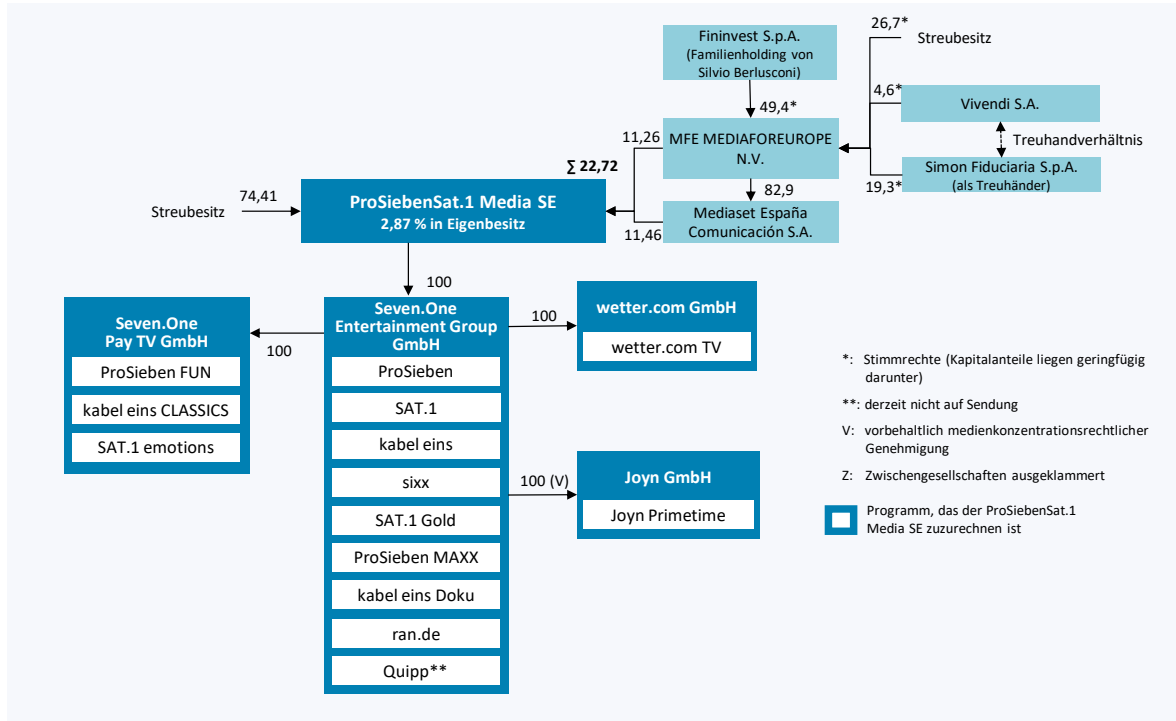 Fininvest S.p.A.
(Familienholding von
Silvio Berlusconi)
26,7*
Streubesitz
49,4*
4,6*
Vivendi S.A.
11,26
MFE MEDIAFOREUROPE
N.V.
Treuhandverhältnis
Σ 22,72
19,3*
Simon Fiduciaria S.p.A.
(als Treuhänder)
82,9
74,41
Streubesitz
ProSiebenSat.1 Media SE
2,87 % in Eigenbesitz
11,46
Mediaset España
Comunicación S.A.
100
Seven.One
Pay TV GmbH
ProSieben FUN
kabel eins CLASSICS
SAT.1 emotions
100
Seven.One
Entertainment Group
GmbH
ProSieben
SAT.1
kabel eins
sixx
SAT.1 Gold
ProSieben MAXX
kabel eins Doku
ran.de
Quipp**
100
wetter.com GmbH
wetter.com TV
100 (V)
Joyn GmbH
Joyn Primetime
*: Stimmrechte (Kapitalanteile liegen geringfügig
darunter)
**: derzeit nicht auf Sendung
V: vorbehaltlich medienkonzentrationsrechtlicher
Genehmigung
Z: Zwischengesellschaften ausgeklammert
Programm, das der ProSiebenSat.1
Media SE zuzurechnen ist